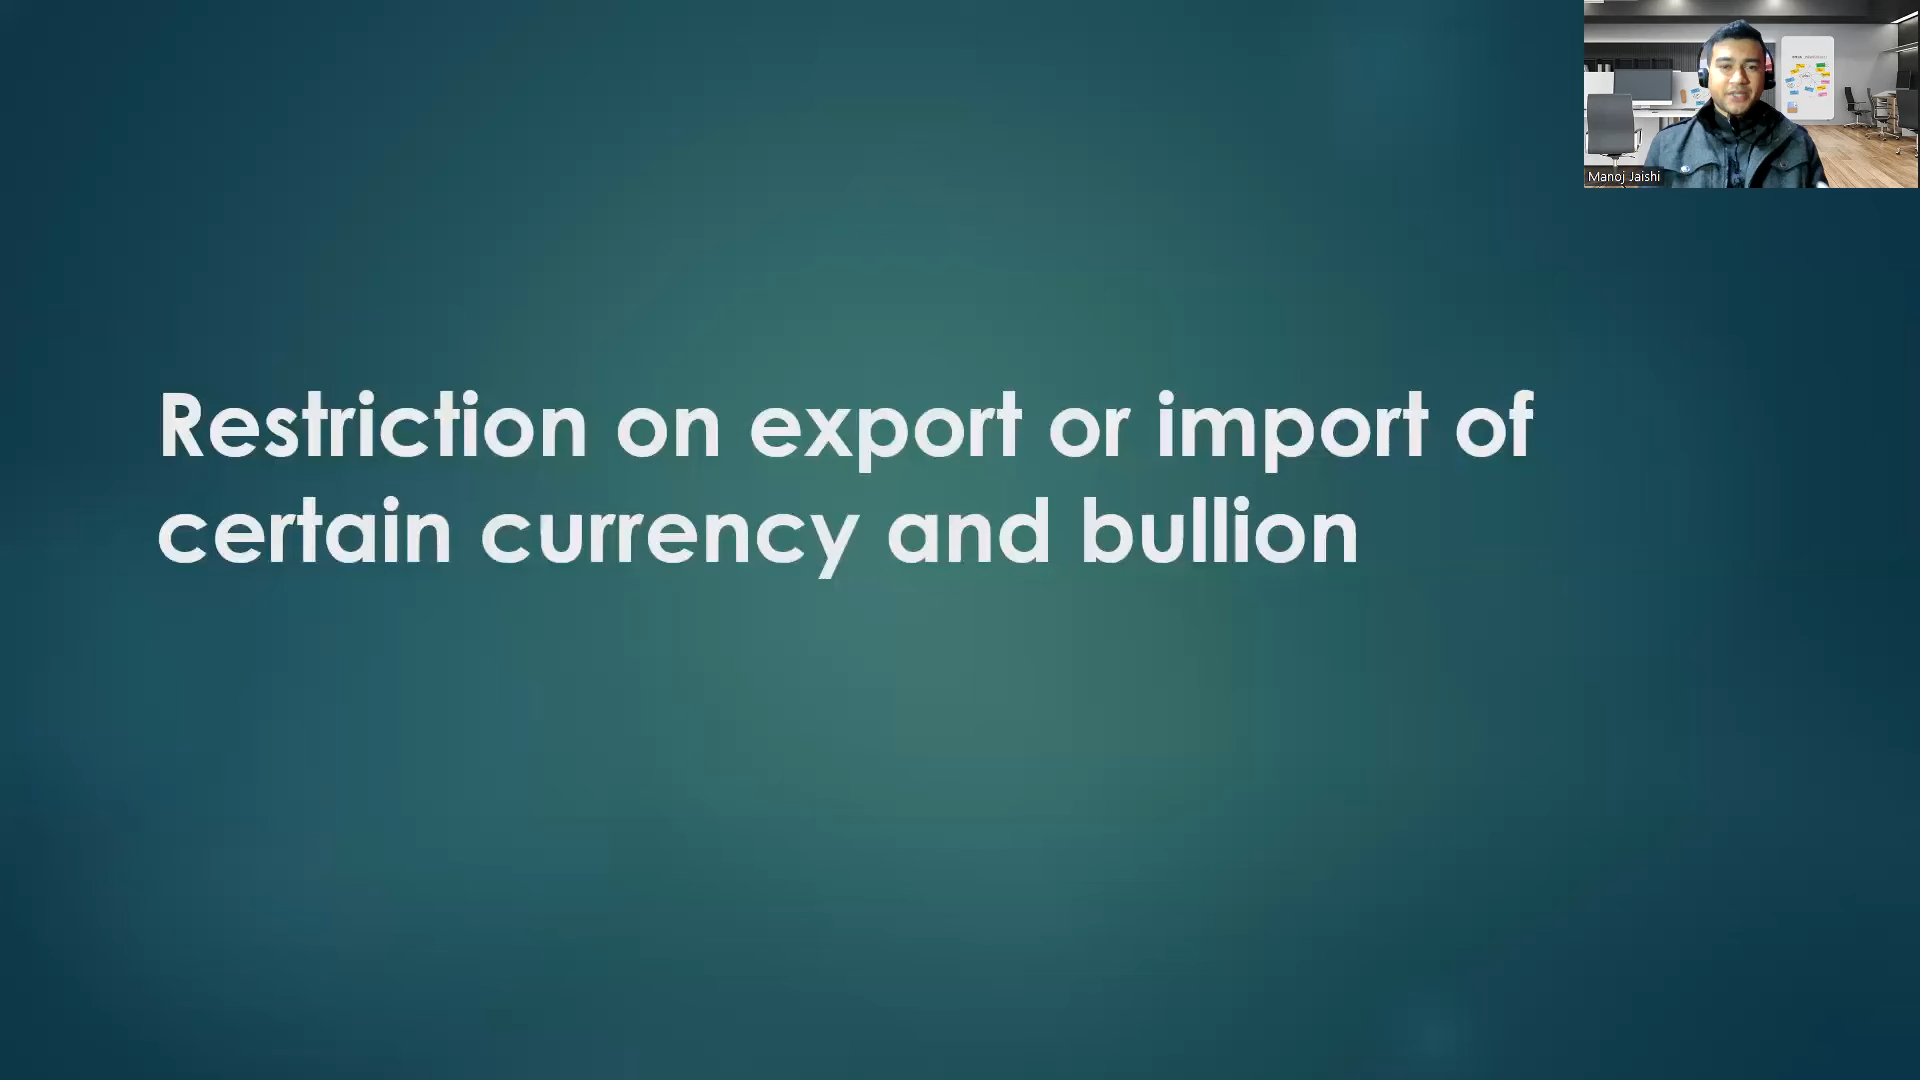 Manoj Jaishi
Restriction on export or import of
certain currency and bullion